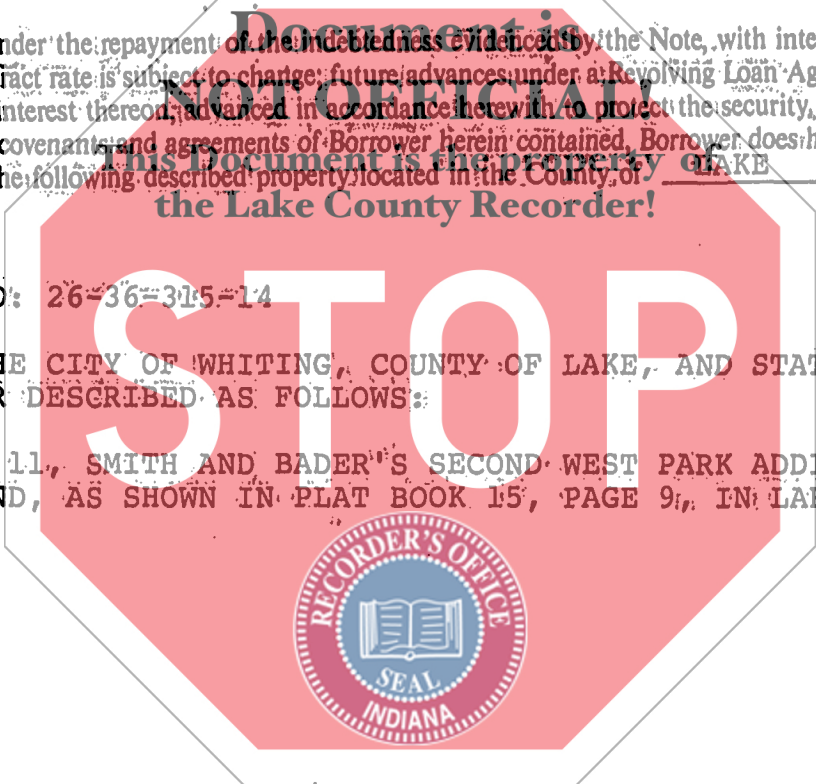 Document is
nder the repayment of the indebtedness evidenced by the Note, with inte
ract rate is subject to change; future advances under a Revolving Loan Ag
NOT OFFICIAL!
nterest thereon, advanced in accordance herewith to protect the security,
covenants and agreements of Borrower herein contained, Borrower does h
This Document is the property of
he following described property located in the County of LAKE
the Lake County Recorder!
D: 26-36-315-14
HE CITY OF WHITING, COUNTY OF LAKE, AND STAT
R DESCRIBED AS FOLLOWS:
STOP
11, SMITH AND BADER'S SECOND WEST PARK ADDI
ND, AS SHOWN IN PLAT BOOK 15, PAGE 9, IN LAK
RECORDER'S OFFICE
SEAL
INDIANA